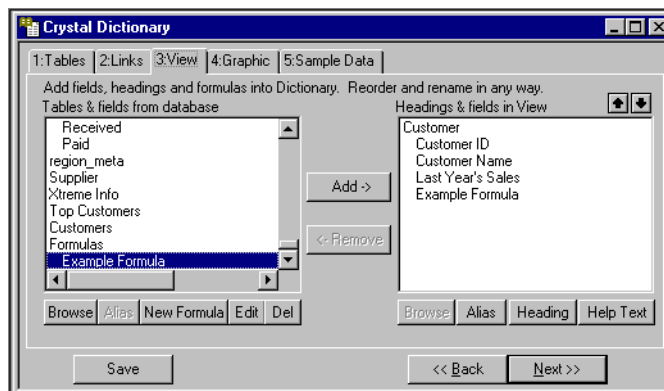 Crystal Dictionary
1:Tables 2:Links 3:View 4:Graphic 5:Sample Data
Add fields, headings and formulas into Dictionary. Reorder and rename in any way.
Tables & fields from database
Received
Paid
region_meta
Supplier
Xtreme Info
Top Customers
Customers
Formulas
Example Formula
Browse Alias New Formula Edit Del
Add ->
<- Remove
Headings & fields in View
Customer
Customer ID
Customer Name
Last Year's Sales
Example Formula
Browse Alias Heading Help Text
Save << Back Next >>